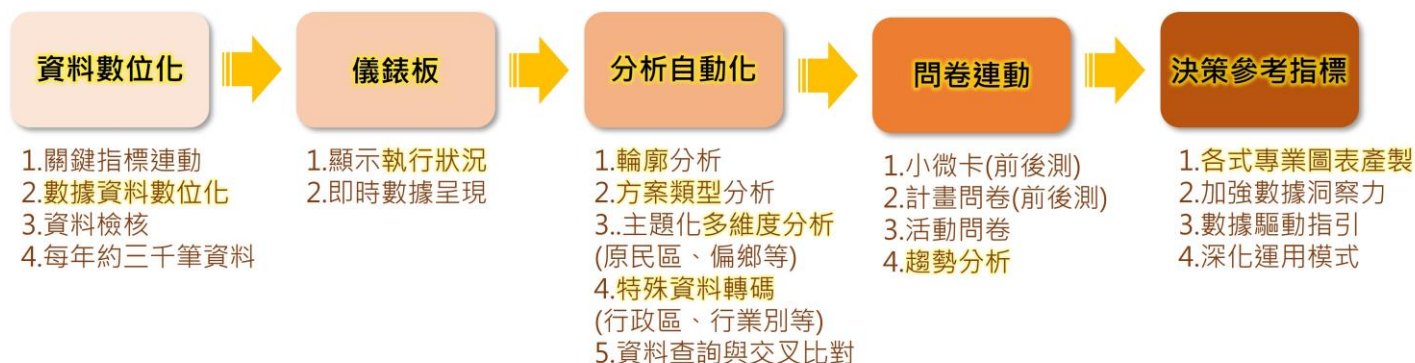 資料數位化
1.關鍵指標連動
2.數據資料數位化
3.資料檢核
4.每年約三千筆資料
儀錶板
1.顯示執行狀況
2.即時數據呈現
分析自動化
1.輪廓分析
2.方案類型分析
3..主題化多維度分析
(原民區、偏鄉等)
4.特殊資料轉碼
(行政區、行業別等)
5.資料查詢與交叉比對
問卷連動
1.小微卡(前後測)
2.計畫問卷(前後測)
3.活動問卷
4.趨勢分析
決策參考指標
1.各式專業圖表產製
2.加強數據洞察力
3.數據驅動指引
4.深化運用模式